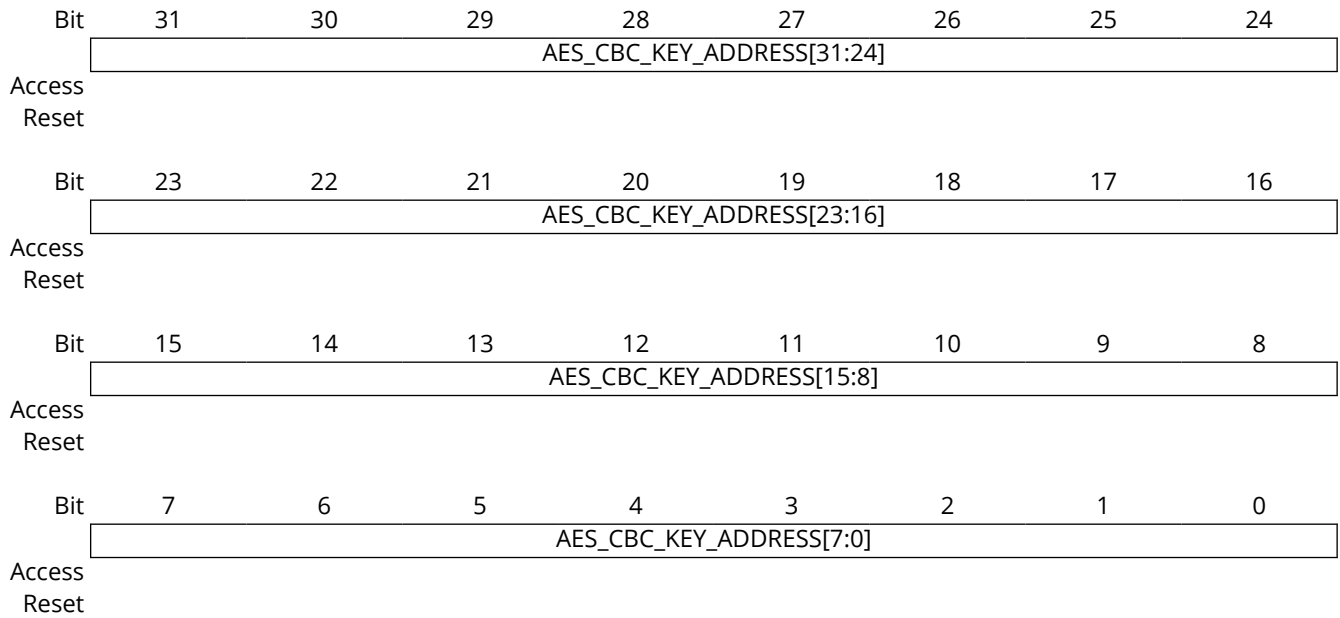 Bit 31 30 29 28 27 26 25 24
AES_CBC_KEY_ADDRESS[31:24]
Access
Reset
Bit 23 22 21 20 19 18 17 16
AES_CBC_KEY_ADDRESS[23:16]
Access
Reset
Bit 15 14 13 12 11 10 9 8
AES_CBC_KEY_ADDRESS[15:8]
Access
Reset
Bit 7 6 5 4 3 2 1 0
AES_CBC_KEY_ADDRESS[7:0]
Access
Reset